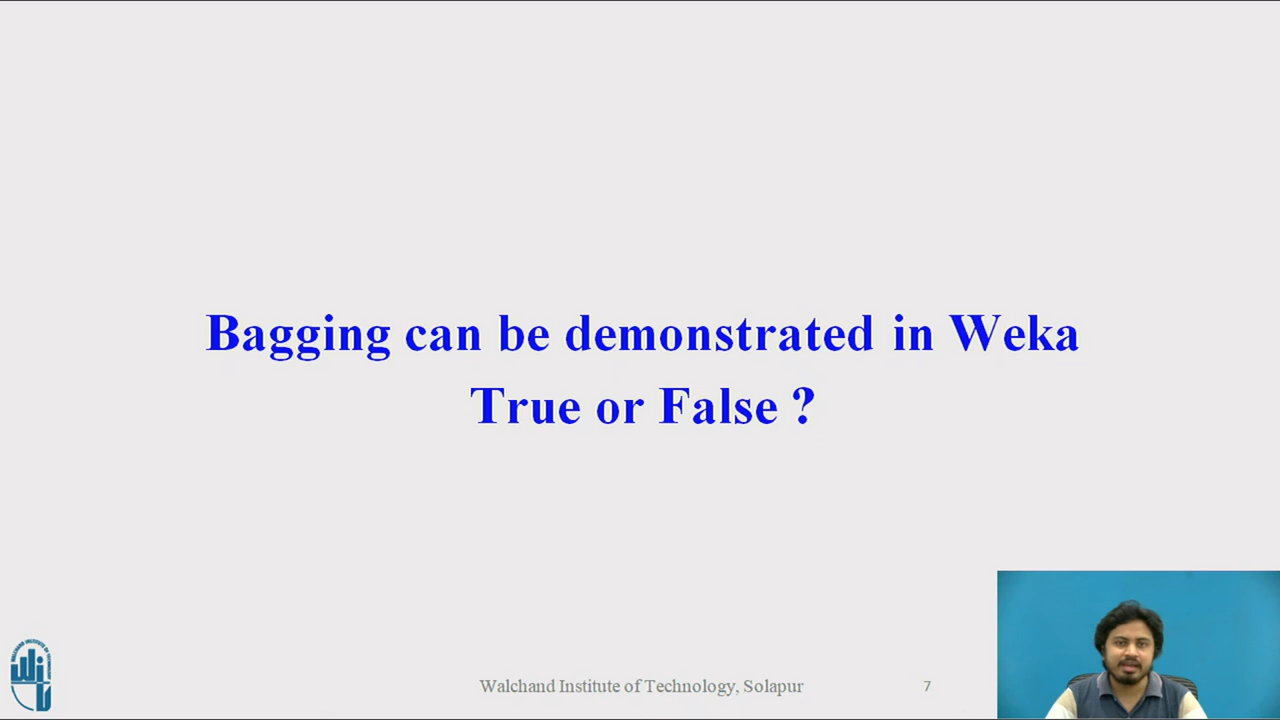 Bagging can be demonstrated in Weka
True or False ?
Walchand Institute of Technology, Solapur
7